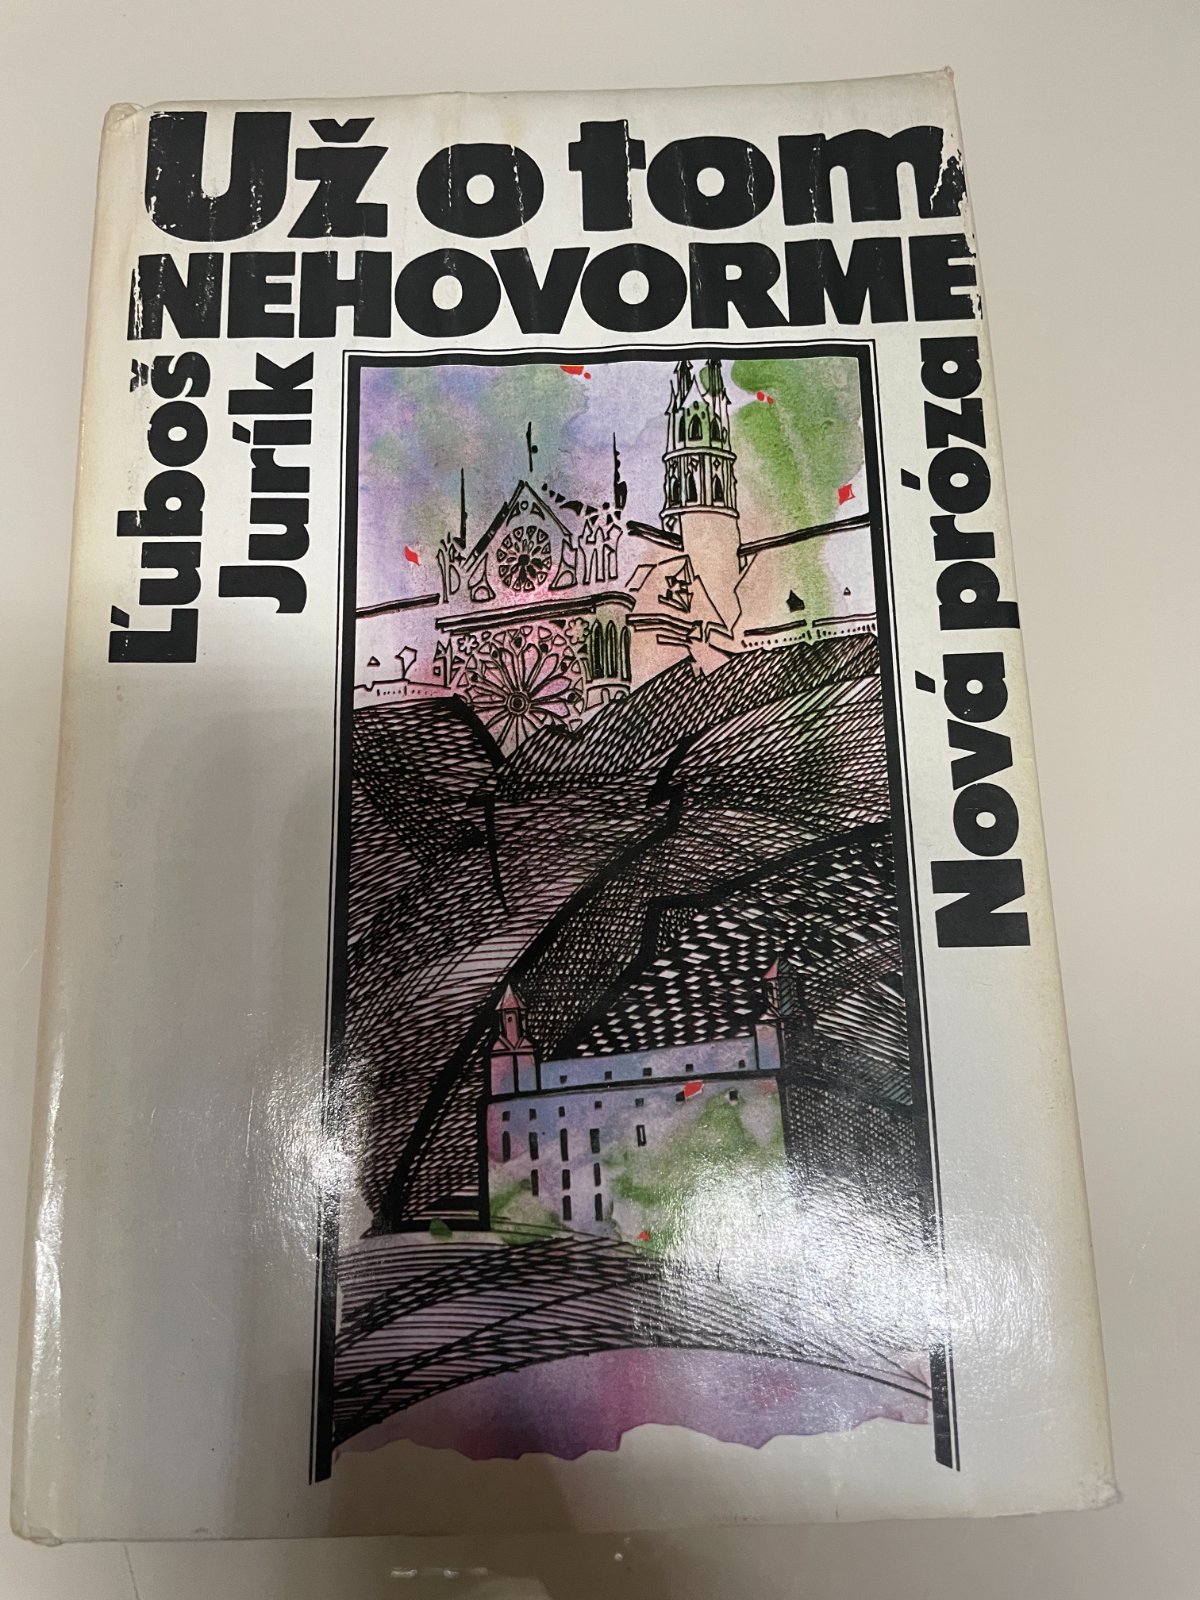 Už o tom
NEHOVORME
Ľuboš
Jurík
Nová próza